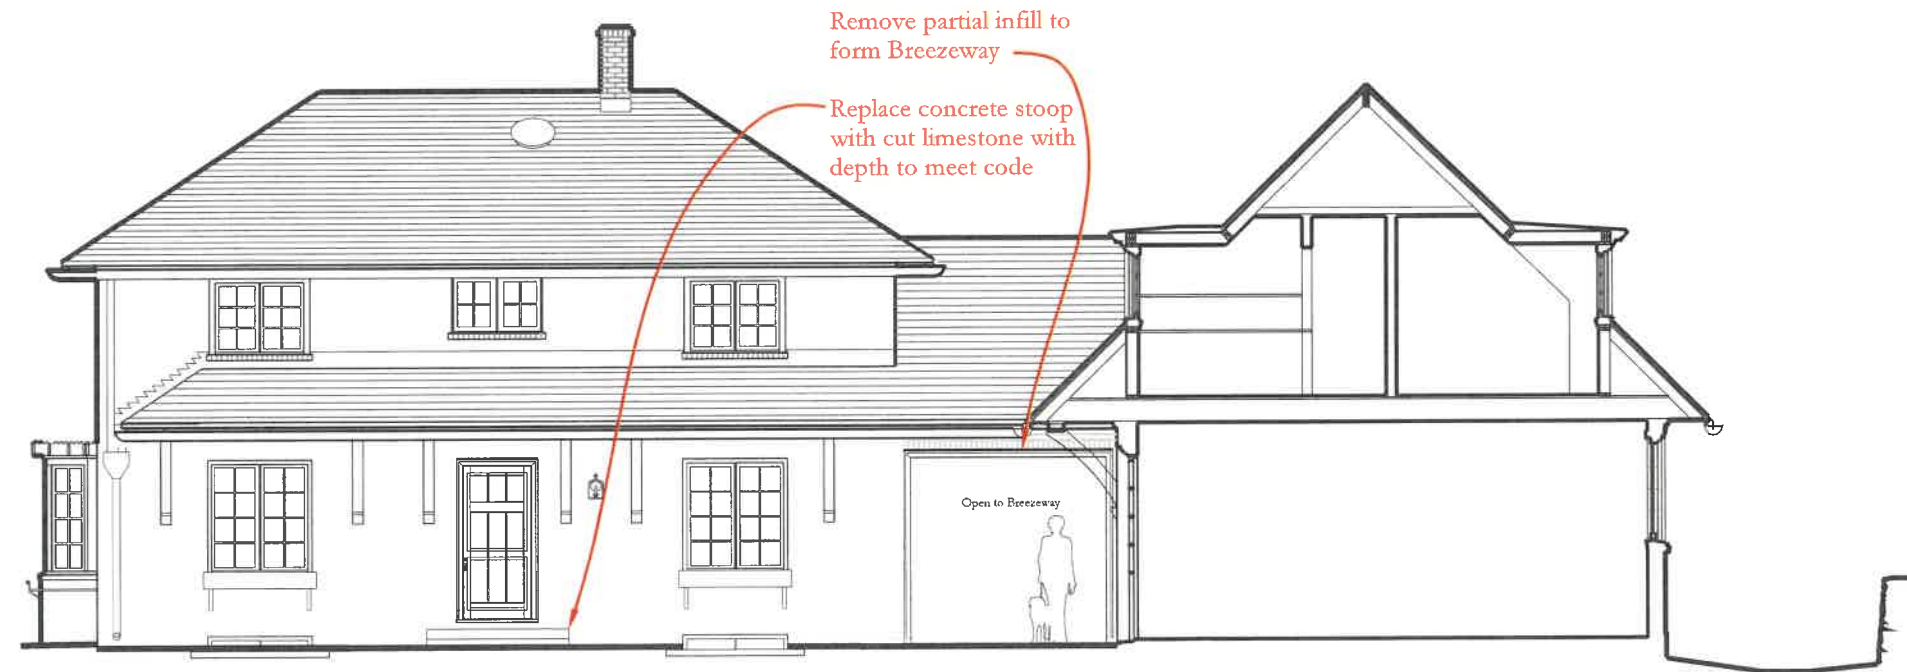 Remove partial infill to
form Breezeway
Replace concrete stoop
with cut limestone with
depth to meet code
Open to Breezeway